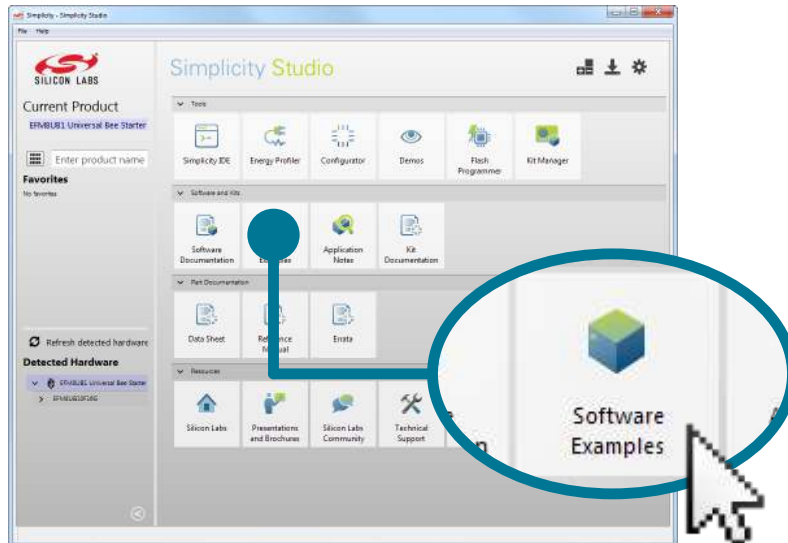 Simplicity - Simplicity Studio
File Help
SILICON LABS
Simplicity Studio
Current Product
EFM8UB1 Universal Bee Starter
Enter product name
Favorites
No favorites
Tools
Simplicity IDE
Energy Profiler
Configurator
Demos
Flash
Programmer
Kit Manager
Software and Kits
Software
Documentation
Application
Notes
Kit
Documentation
Part Documentation
Data Sheet
Errata
Resources
Silicon Labs
Presentations
and Brochures
Silicon Labs
Community
Technical
Support
Refresh detected hardware
Detected Hardware
EFM8UB1 Universal Bee Starter
Software
Examples